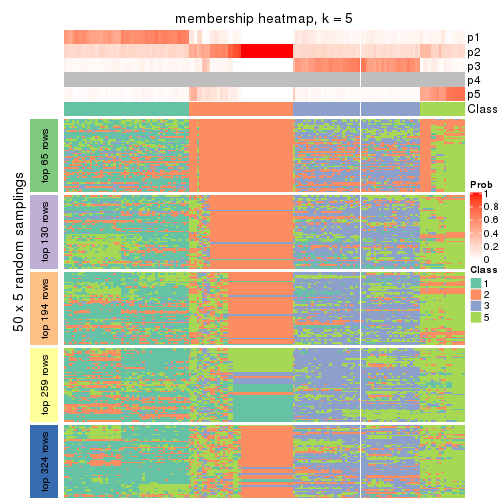 membership heatmap, k = 5
p1
p2
p3
p4
p5
Class
50 x 5 random samplings
top 65 rows
top 130 rows
top 194 rows
top 259 rows
top 324 rows
Prob
1
0.8
0.6
0.4
0.2
0
Class
1
2
3
5